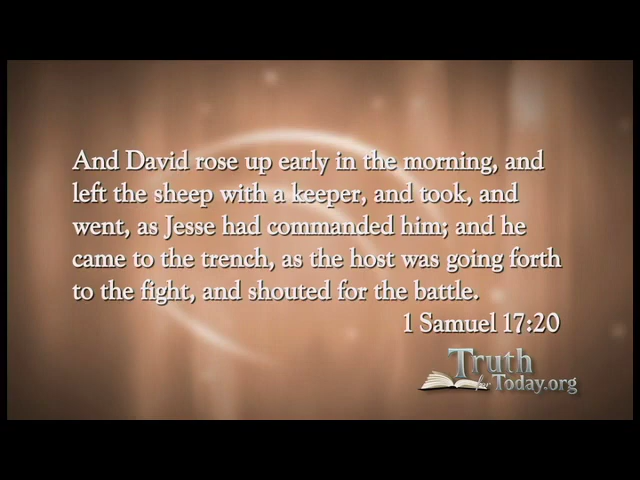 And David rose up early in the morning, and
left the sheep with a keeper, and took, and
went, as Jesse had commanded him; and he
came to the trench, as the host was going forth
to the fight, and shouted for the battle.
1 Samuel 17:20
Truth
for Today.org